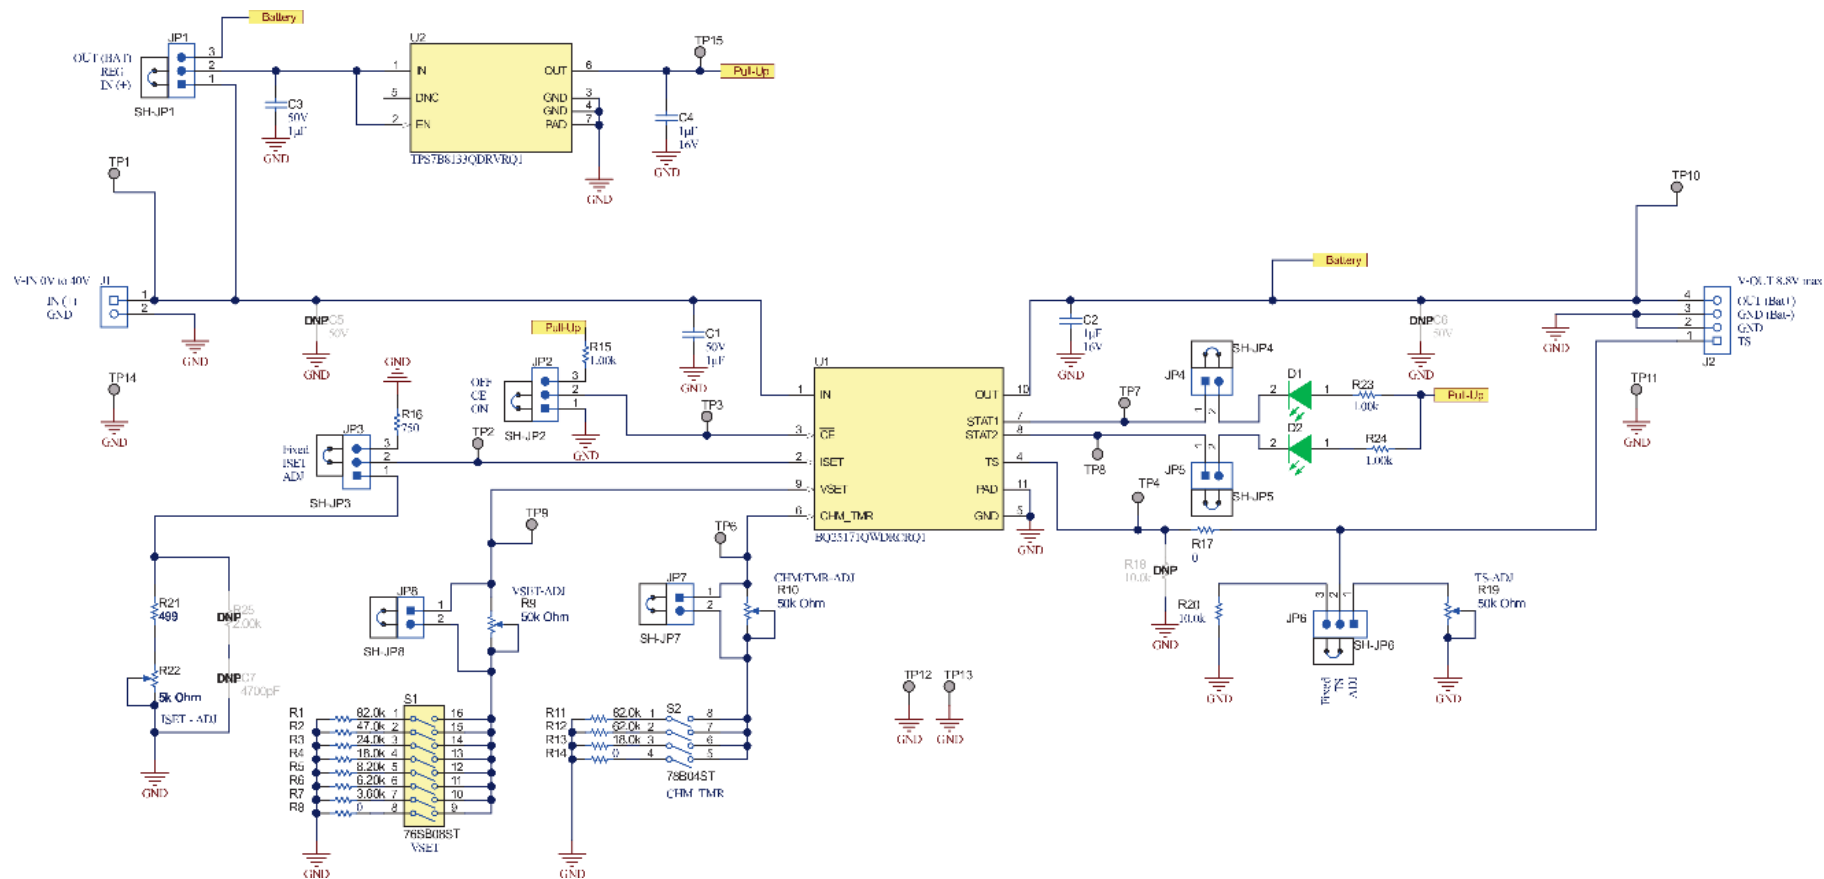 Battery
JP1
OUT (BAT)
REG
IN (+)
3
2
1
SH-JP1
C3
50V
1µF
GND
U2
1
IN
5
DNC
2
EN
OUT
6
GND
3
GND
4
PAD
7
TPS7B8133QDRVRQ1
GND
TP15
Pull-Up
C4
1µF
16V
GND
TP1
TP10
V-IN 0V to 40V
J1
IN(+)
GND
1
2
GND
TP14
GND
DNP C5
50V
GND
GND
R16
750
Fixed
ISET
ADJ
JP3
3
2
1
SH-JP3
TP2
Pull-Up
R15
1.00k
OFF
CE
ON
JP2
3
2
1
SH-JP2
GND
TP3
C1
50V
1µF
GND
U1
1
IN
3
CE
2
ISET
9
VSET
6
CHM_TMR
OUT
10
STAT1
7
STAT2
8
TS
4
PAD
11
GND
5
BQ25171QWDRCRQ1
GND
Battery
C2
1µF
16V
GND
SH-JP4
JP4
1
2
TP7
TP8
JP5
1
2
SH-JP5
D1
2
1
R23
1.00k
Pull-Up
D2
2
1
R24
1.00k
DNP C6
50V
GND
V-OUT 8.8V max
4
OUT (Bat+)
3
GND (Bat-)
2
GND
1
TS
J2
GND
TP11
GND
TP4
R17
0
R18
10.0k
DNP
GND
R20
10.0k
GND
3
2
1
JP6
SH-JP6
Fixed
TS
ADJ
TS-ADJ
R19
50k Ohm
GND
R21
499
DNP R25
2.00k
R22
5k Ohm
DNP C7
4700pF
ISET - ADJ
GND
TP9
JP8
1
2
SH-JP8
VSET-ADJ
R9
50k Ohm
TP6
JP7
1
2
SH-JP7
CHM/TMR-ADJ
R10
50k Ohm
S1
R1 82.0k 1 16
R2 47.0k 2 15
R3 24.0k 3 14
R4 18.0k 4 13
R5 8.20k 5 12
R6 6.20k 6 11
R7 3.60k 7 10
R8 0 8 9
76SB08ST
VSET
GND
S2
R11 82.0k 1 8
R12 62.0k 2 7
R13 18.0k 3 6
R14 0 4 5
78B04ST
CHM_TMR
GND
TP12
GND
TP13
GND